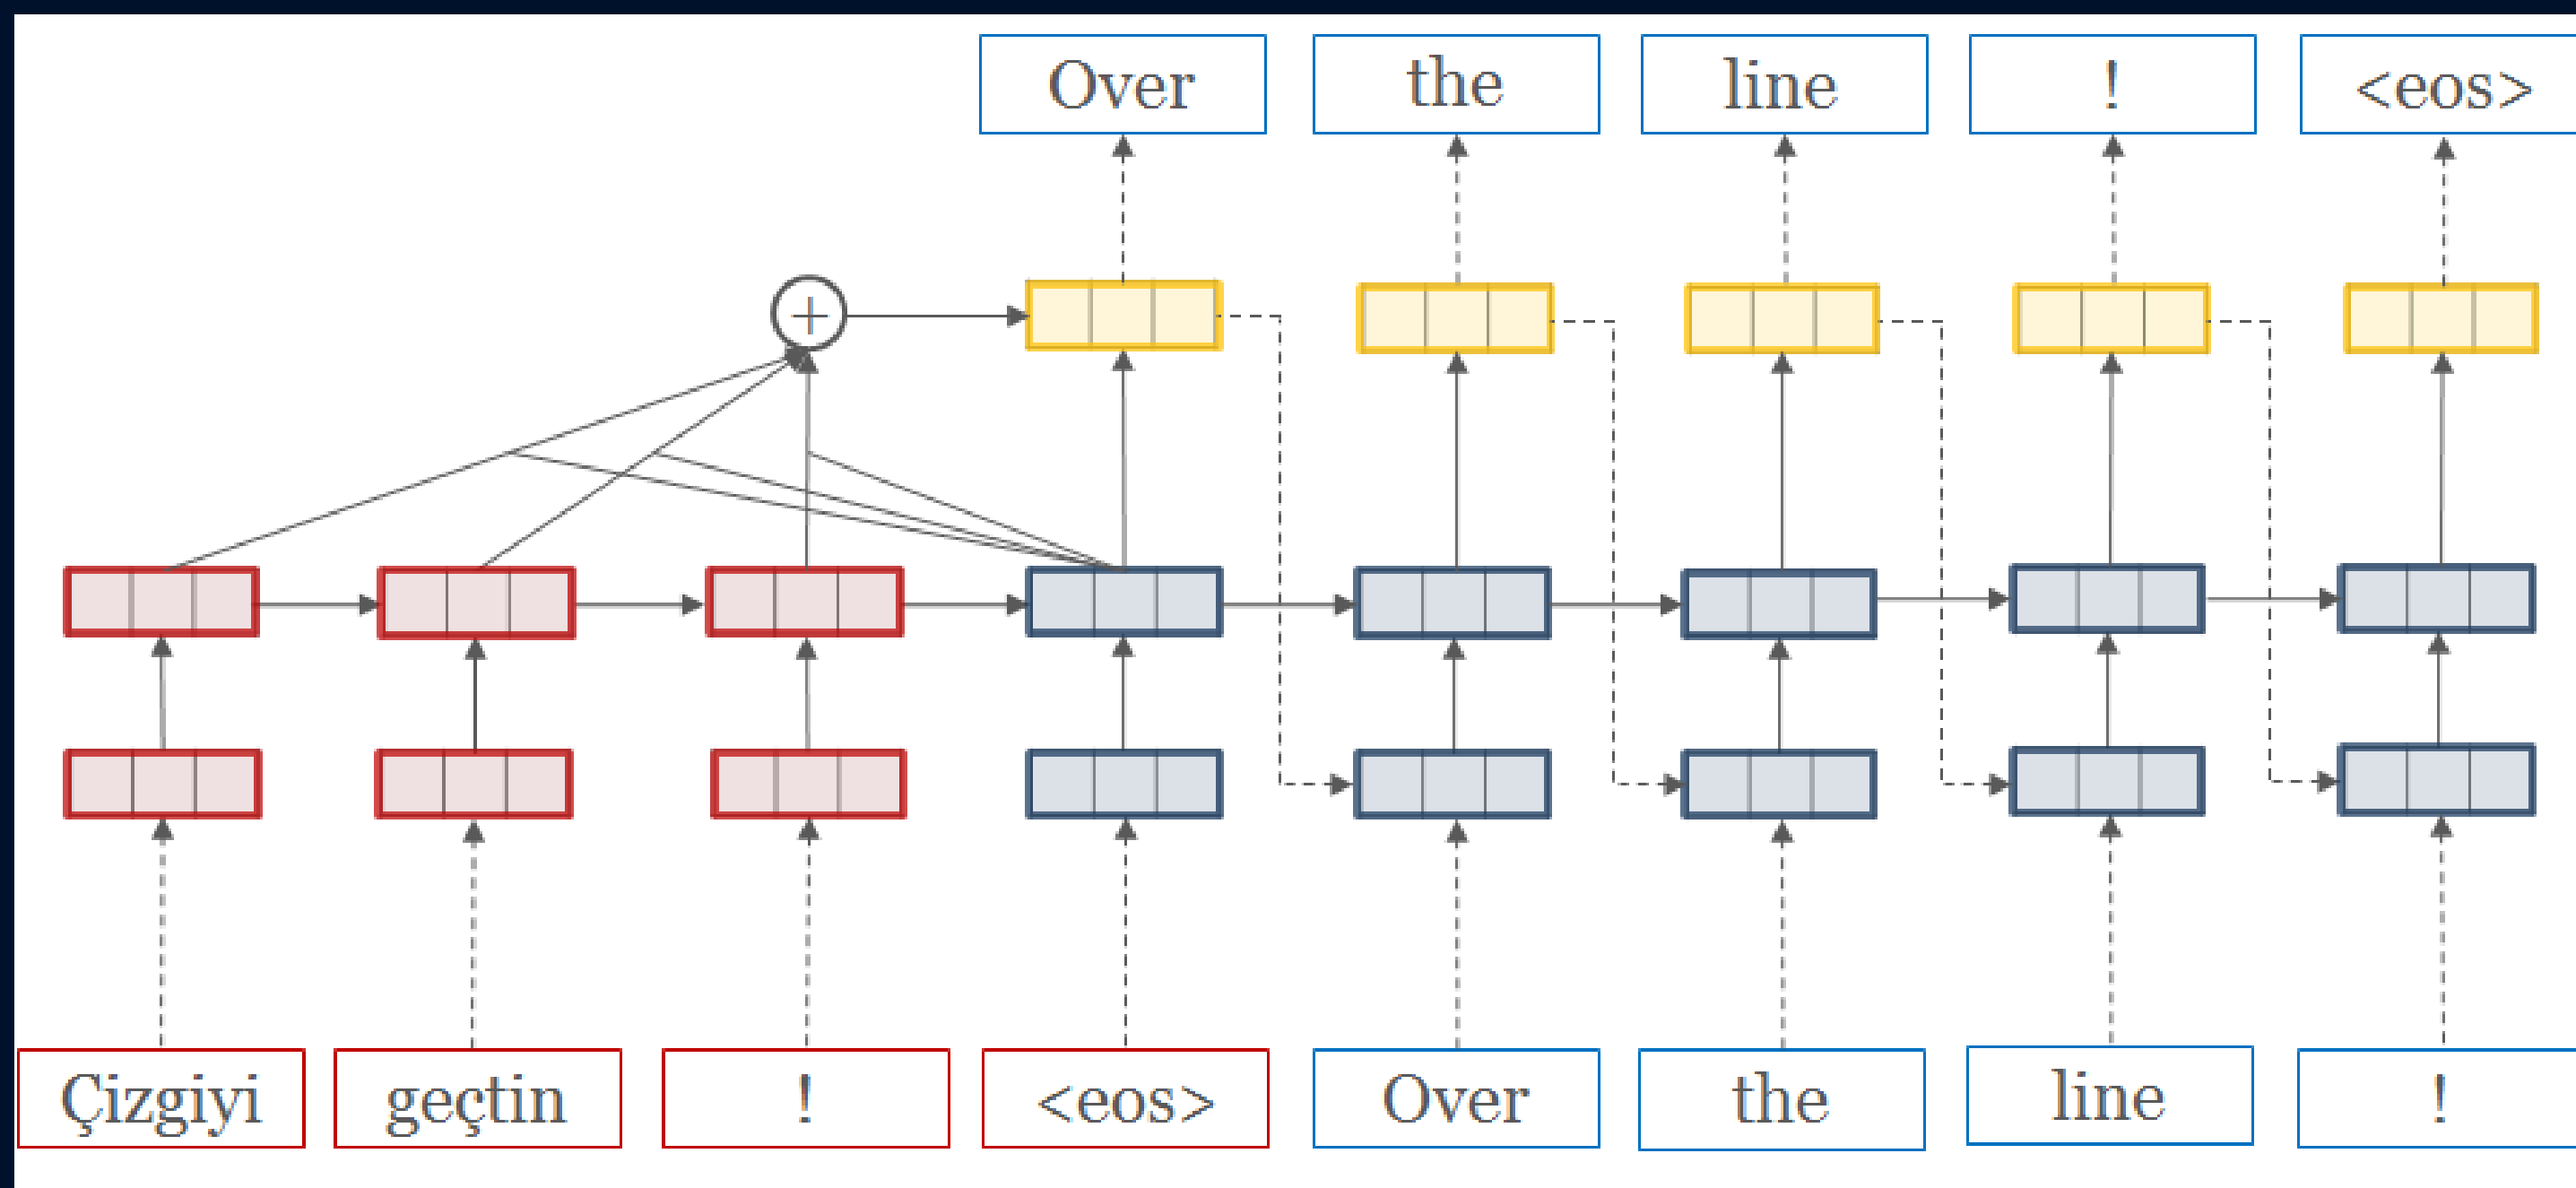 Over the line ! <eos>
+
Çizgiyi geçtin ! <eos> Over the line !